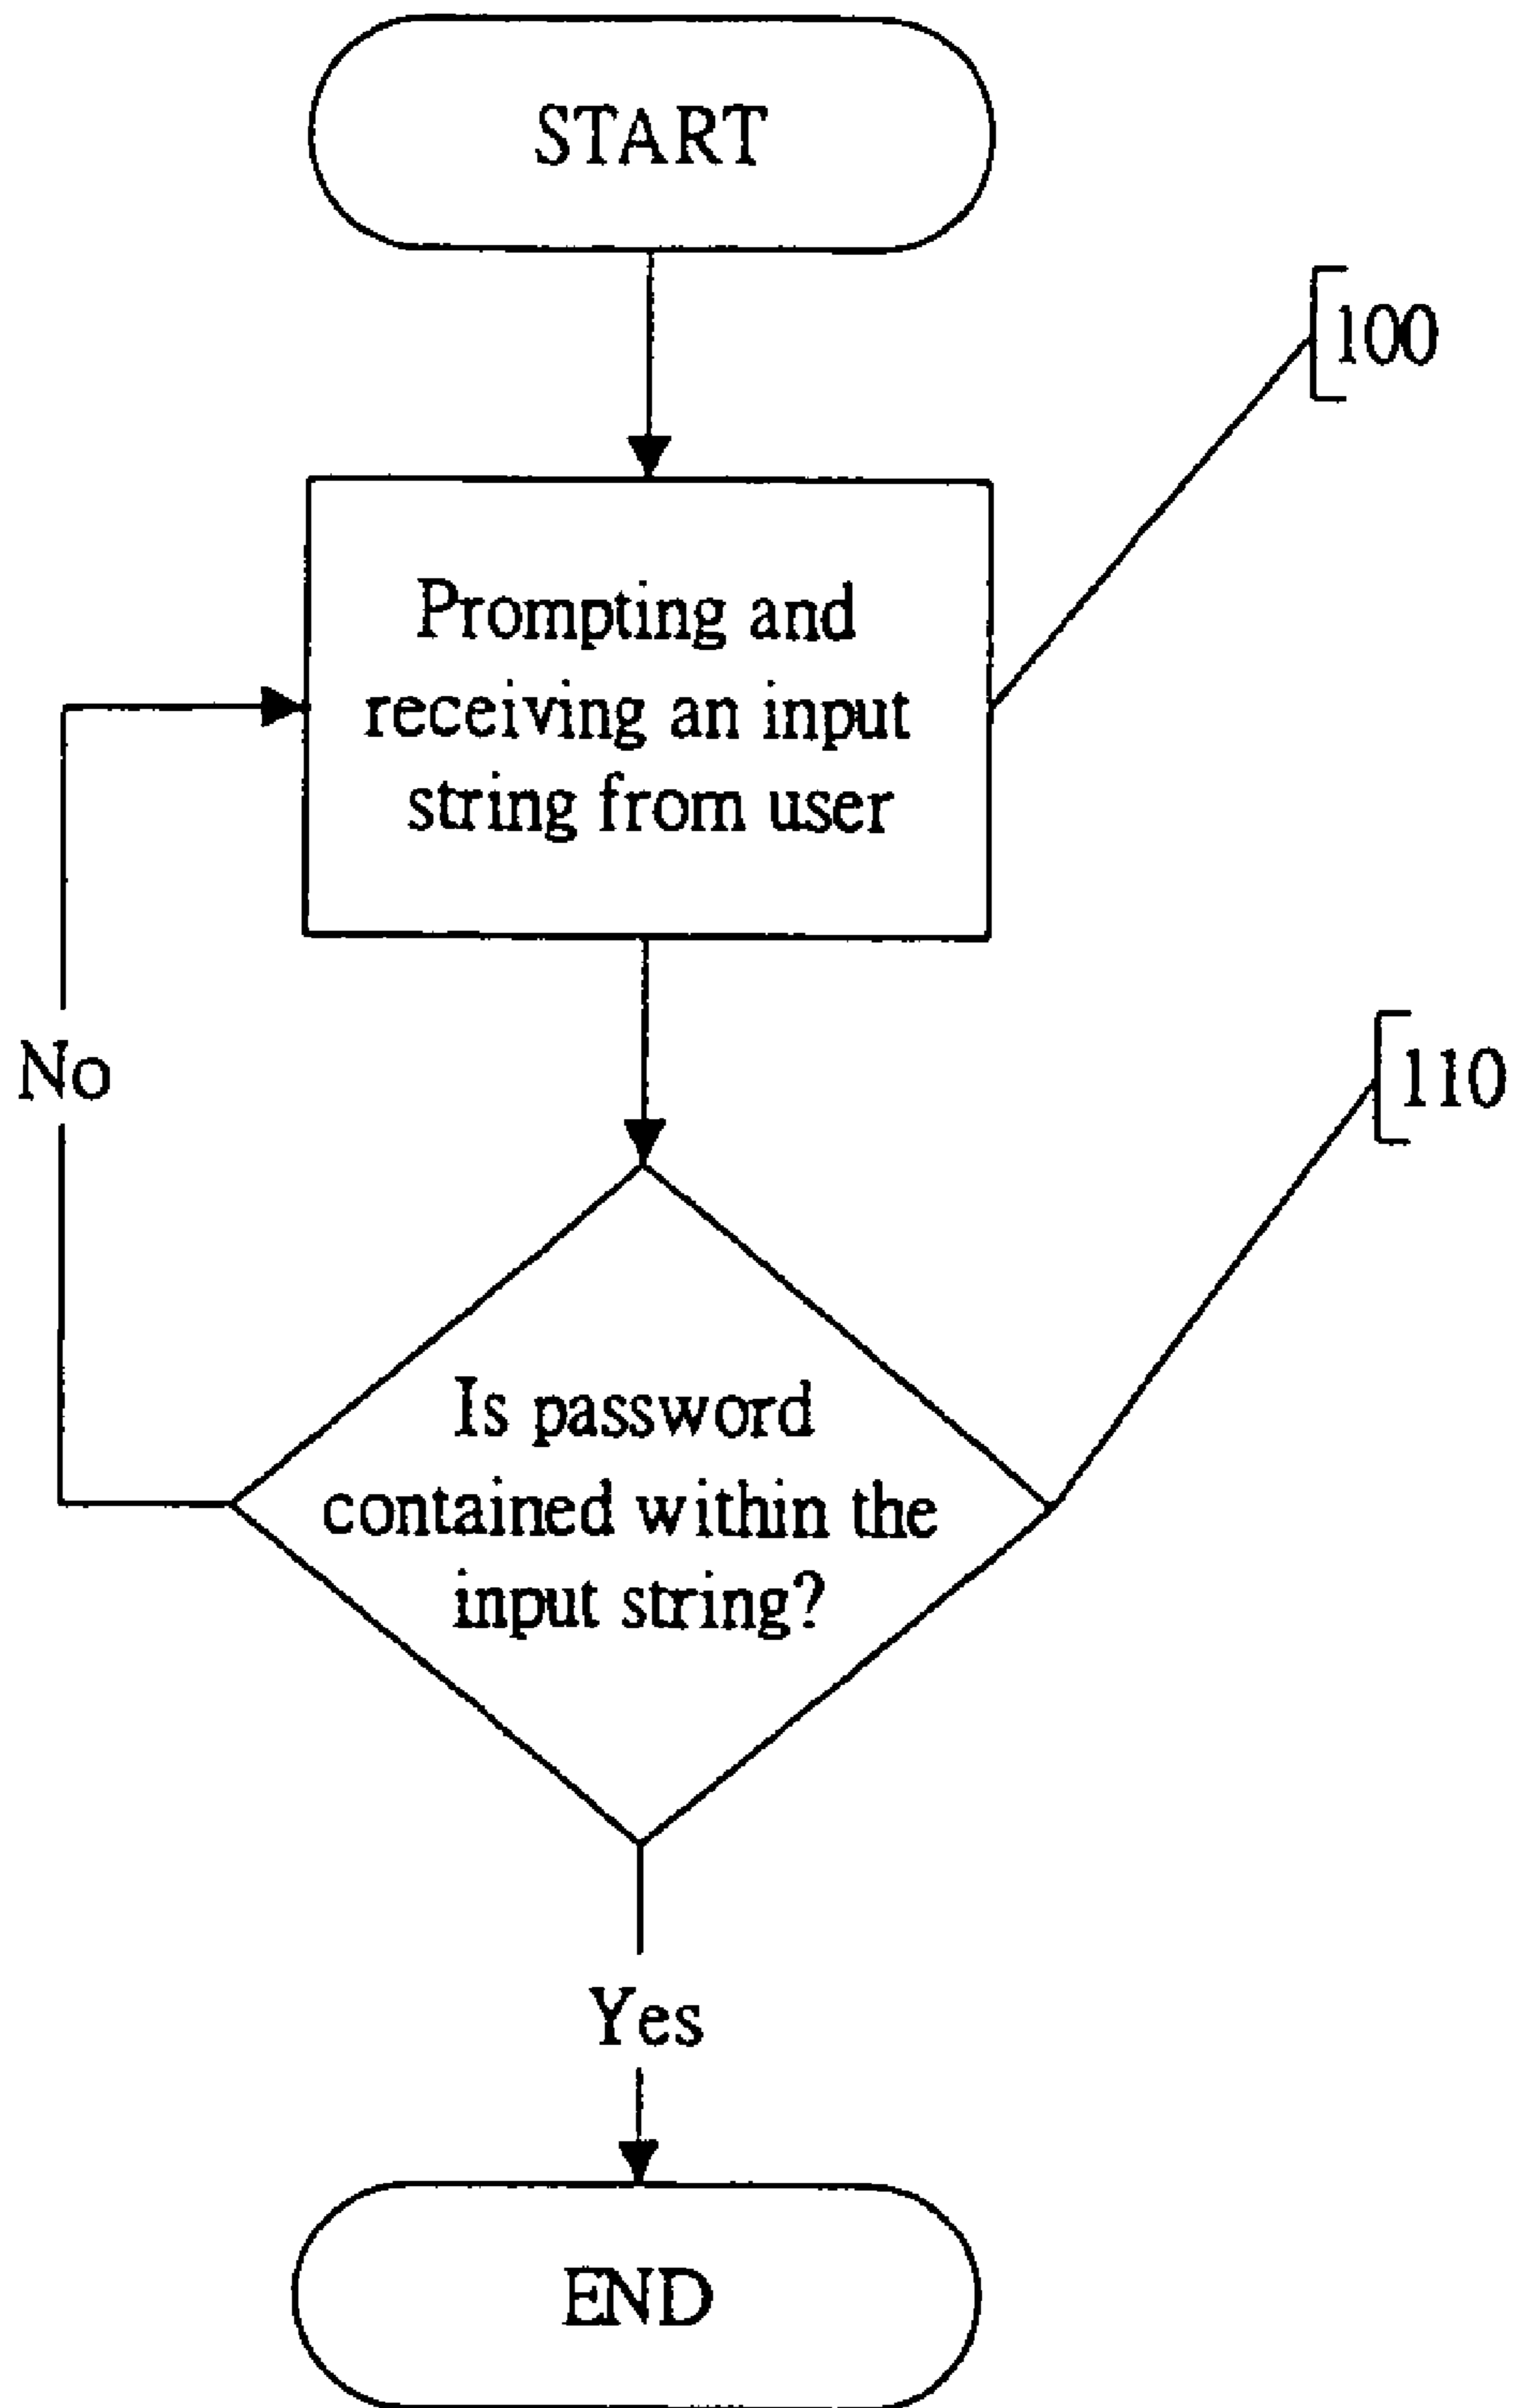 START
100
Prompting and
receiving an input
string from user
No
110
Is password
contained within the
input string?
Yes
END